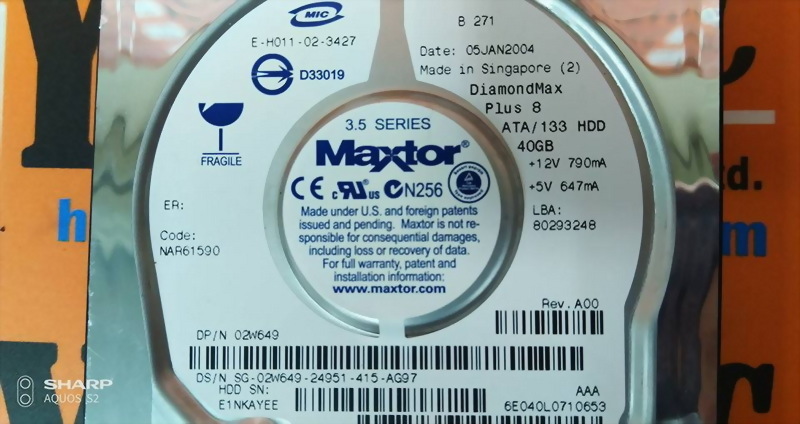 MIC
B 271
E-H011-02-3427
D33019
Date: 05JAN2004
Made in Singapore (2)
DiamondMax
Plus 8
ATA/133 HDD
40GB
+12V 790mA
+5V 647mA
LBA:
80293248
FRAGILE
3.5 SERIES
Maxtor®
CE c RU us N256
Made under U.S. and foreign patents
issued and pending. Maxtor is not re-
sponsible for consequential damages,
including loss or recovery of data.
For full warranty, patent and
installation information:
www.maxtor.com
ER:
Code:
NAR61590
Rev. A00
DP/N 02W649
DS/N SG-02W649-24951-415-AG97
HDD SN:
E1NKAYEE
AAA
6E040L0710653
td.
h
m
SHARP
AQUOS S2